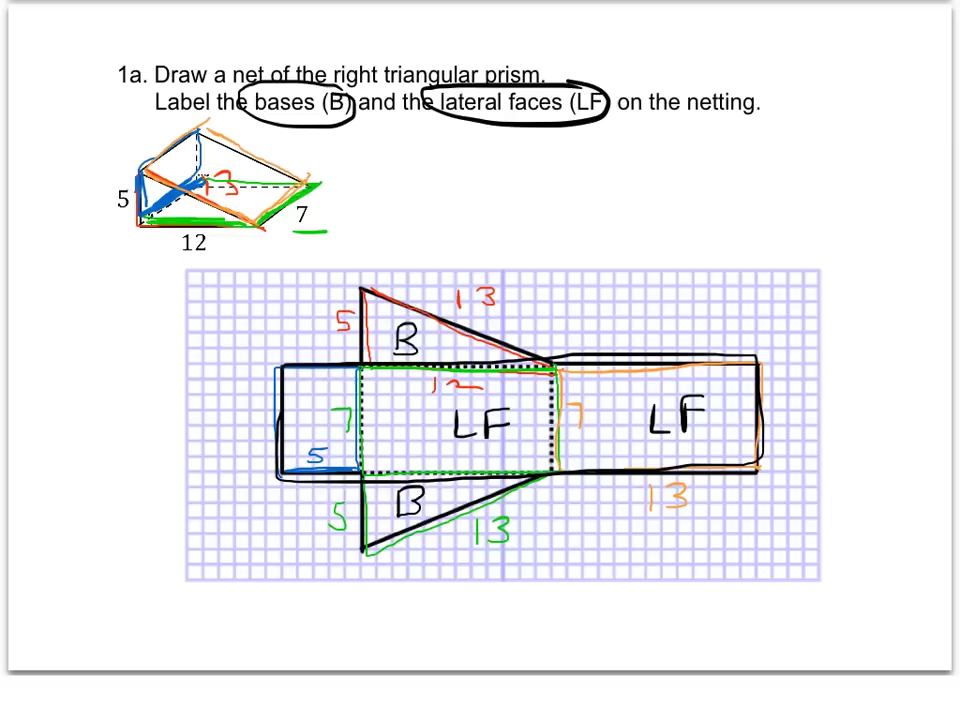 1a. Draw a net of the right triangular prism.
Label the bases (B) and the lateral faces (LF) on the netting.
5
13
7
12
13
5
B
12
7
LF
7
LF
5
B
13
5
13